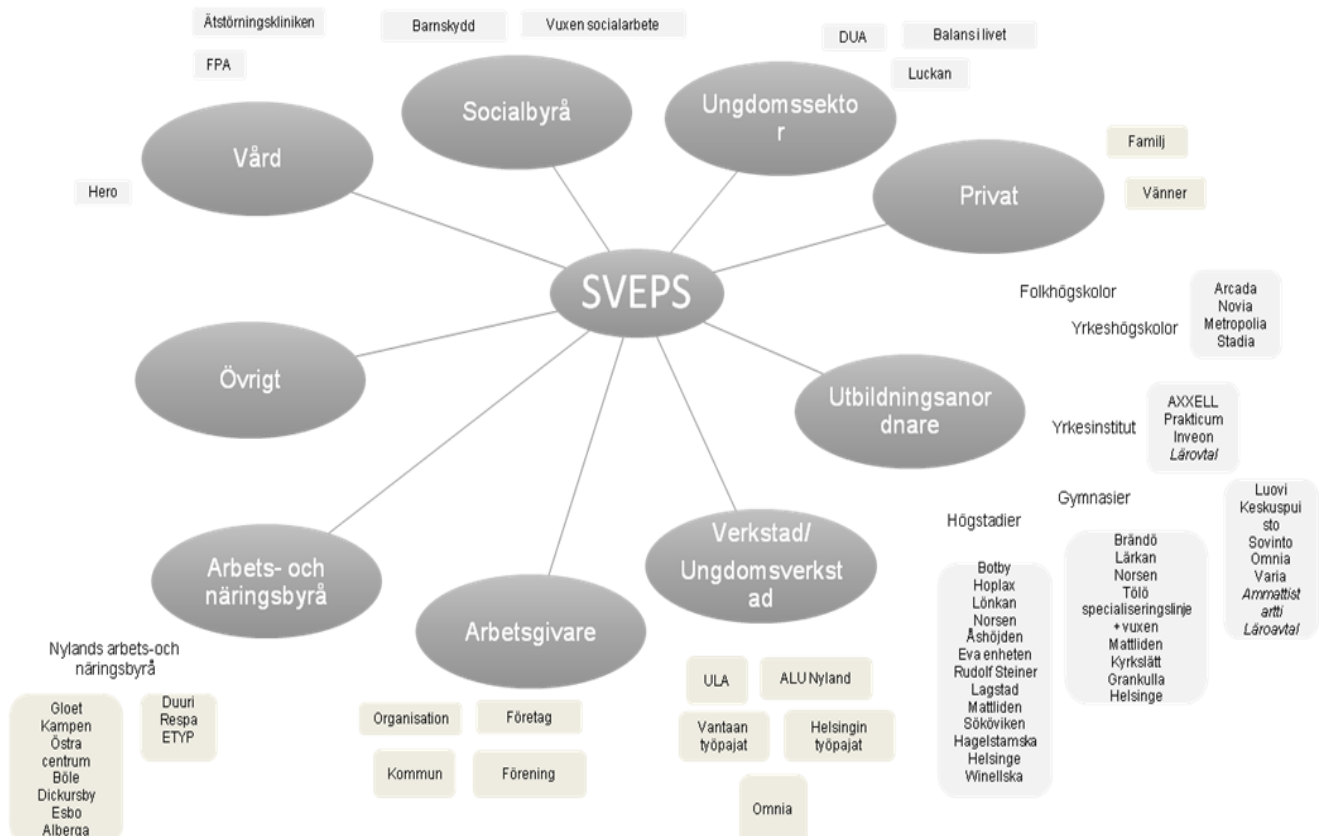 Ätstörningskliniken
FPA
Vård
Hero
Barnskydd
Vuxen socialarbete
Socialbyrå
DUA
Balans i livet
Luckan
Ungdomssekto
r
Familj
Vänner
Privat
SVEPS
Folkhögskolor
Yrkeshögskolor
Arcada
Novia
Metropolia
Stadia
Utbildningsanor
dnare
Yrkesinstitut
AXXELL
Prakticum
Inveon
Lärovtal
Gymnasier
Högstadier
Luovi
Keskuspui
sto
Sovinto
Omnia
Varia
Ammattist
artti
Läroavtal
Brändö
Lärkan
Norsen
Tölö
specialiseringslinje
+ vuxen
Mattliden
Kyrkslätt
Grankulla
Helsinge
Botby
Hoplax
Lönkan
Norsen
Åshöjden
Eva enheten
Rudolf Steiner
Lagstad
Mattliden
Sököviken
Hagelstamska
Helsinge
Winellska
Övrigt
Verkstad/
Ungdomsverkst
ad
ULA
ALU Nyland
Vantaan
työpajat
Helsingin
työpajat
Omnia
Arbetsgivare
Organisation
Företag
Kommun
Förening
Arbets- och
näringsbyrå
Nylands arbets-och
näringsbyrå
Gloet
Kampen
Östra
centrum
Böle
Dickursby
Esbo
Alberga
Duuri
Respa
ETYP